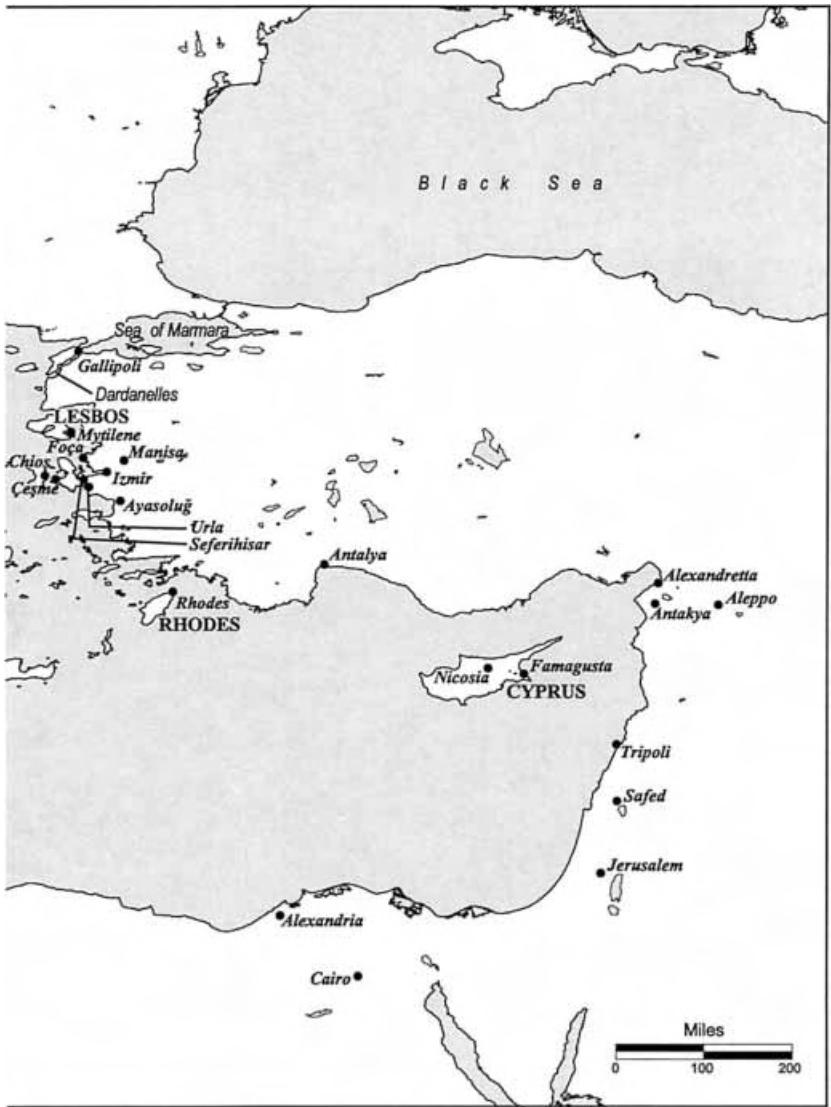 Black Sea
Sea of Marmara
Gallipoli
Dardanelles
LESBOS
Mytilene
Foça
Manisa
Chios
Izmir
Çeşme
Ayasoluğ
Urla
Seferihisar
Antalya
Alexandretta
Rhodes
Antakya
Aleppo
RHODES
Nicosia
Famagusta
CYPRUS
Tripoli
Safed
Jerusalem
Alexandria
Cairo
Miles
0 100 200